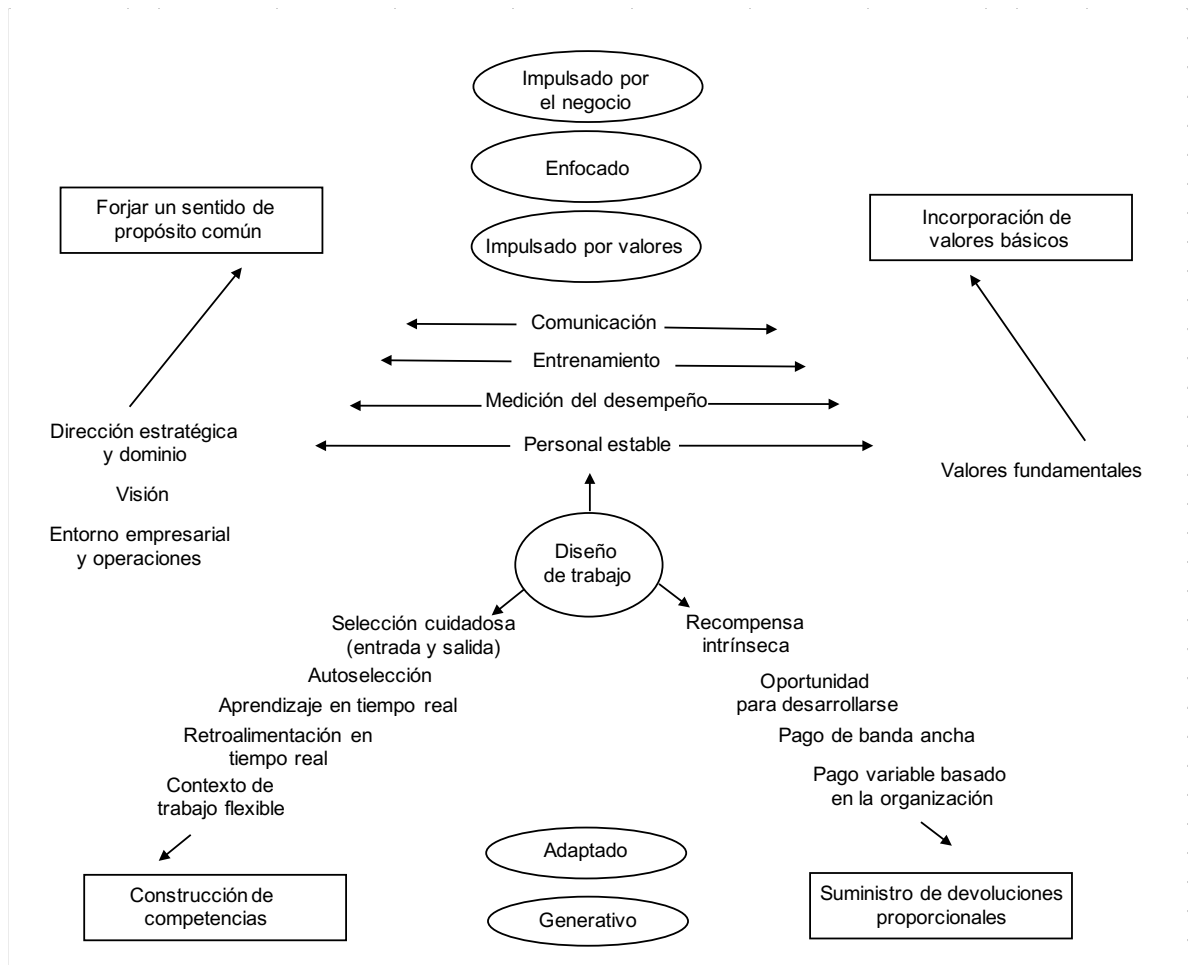 Impulsado por
el negocio
Enfocado
Forjar un sentido de
propósito común
Incorporación de
valores básicos
Impulsado por valores
Comunicación
Entrenamiento
Medición del desempeño
Personal estable
Dirección estratégica
y dominio
Visión
Entorno empresarial
y operaciones
Valores fundamentales
Diseño
de trabajo
Selección cuidadosa
(entrada y salida)
Autoselección
Aprendizaje en tiempo real
Retroalimentación en
tiempo real
Contexto de
trabajo flexible
Recompensa
intrínseca
Oportunidad
para desarrollarse
Pago de banda ancha
Pago variable basado
en la organización
Adaptado
Generativo
Construcción de
competencias
Suministro de devoluciones
proporcionales